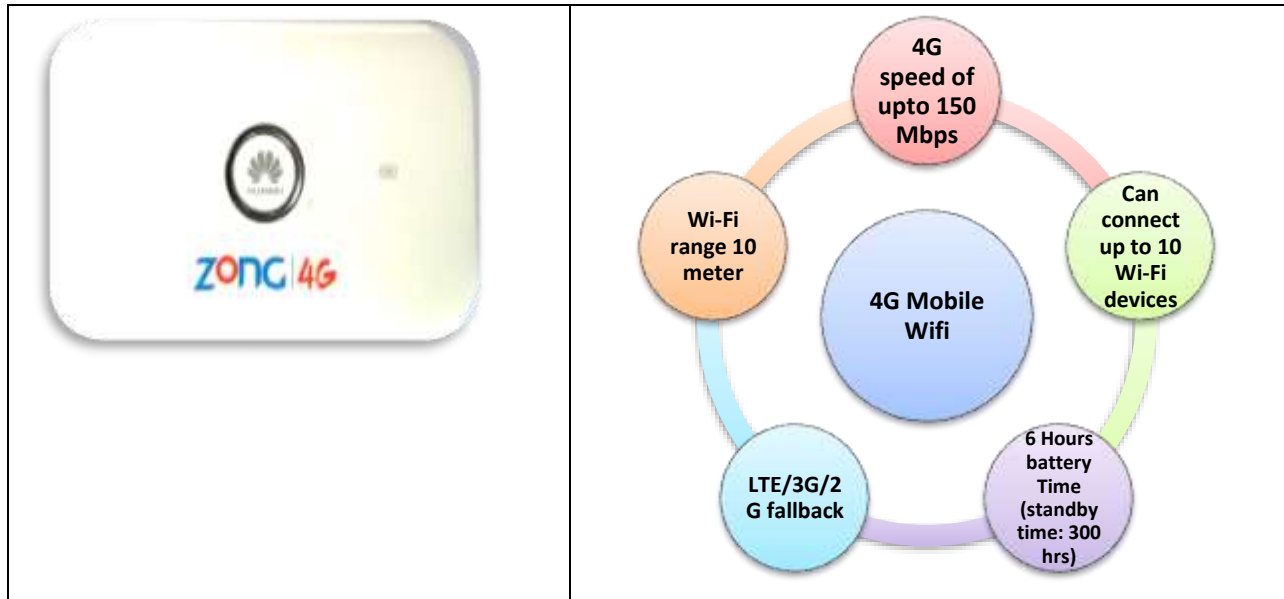 HUAWEI
ZONG 4G
4G
speed of
upto 150
Mbps
Can
connect
up to 10
Wi-Fi
devices
6 Hours
battery
Time
(standby
time: 300
hrs)
LTE/3G/2
G fallback
Wi-Fi
range 10
meter
4G Mobile
Wifi